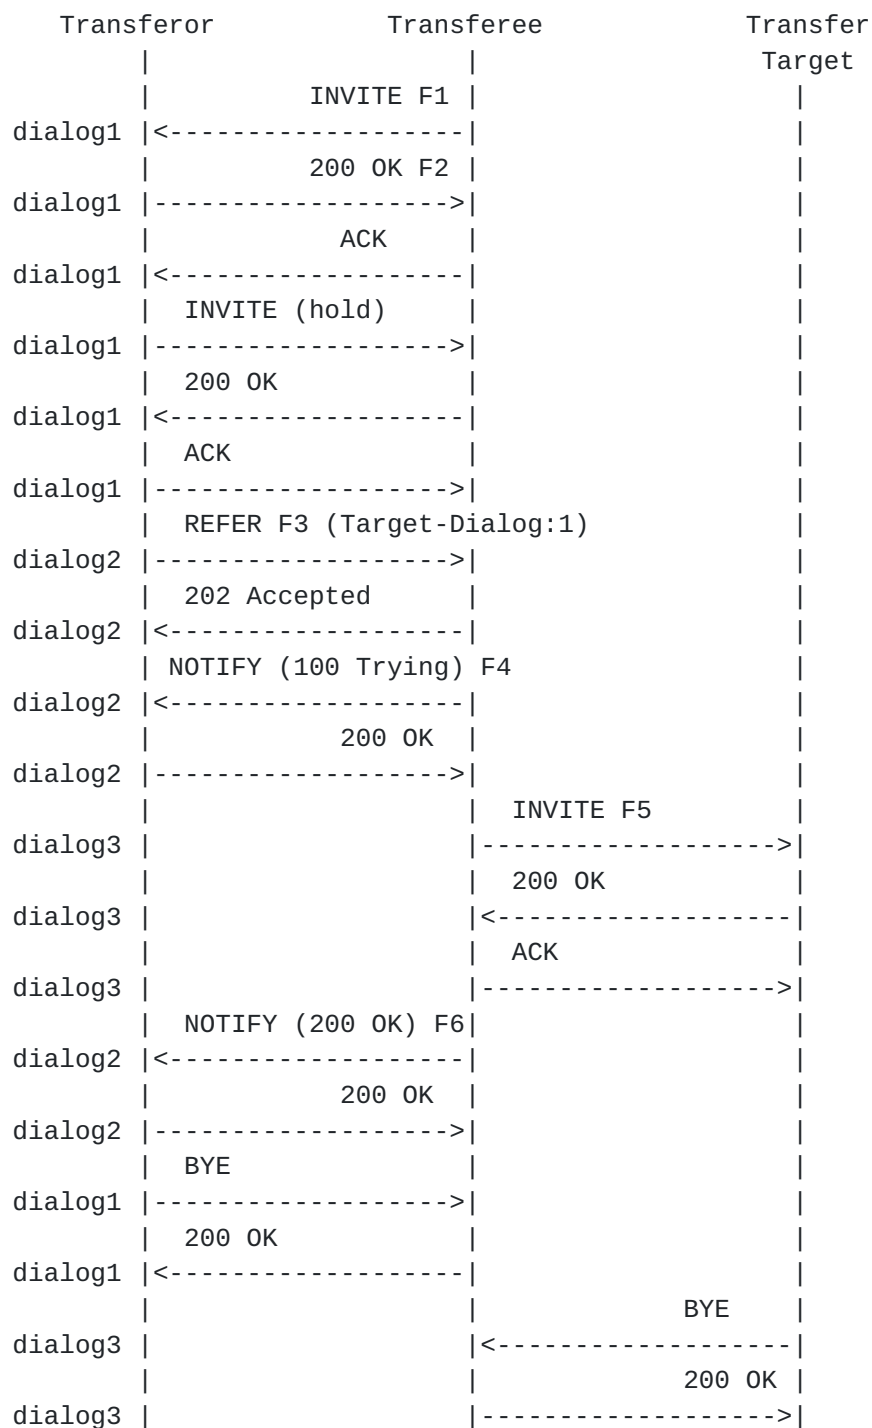 Transferor           Transferee             Transfer
        |                    |                  Target
        |          INVITE F1 |                    |
dialog1 |<-------------------|                    |
        |          200 OK F2 |                    |
dialog1 |------------------->|                    |
        |            ACK     |                    |
dialog1 |<-------------------|                    |
        |  INVITE (hold)     |                    |
dialog1 |------------------->|                    |
        |  200 OK            |                    |
dialog1 |<-------------------|                    |
        |  ACK               |                    |
dialog1 |------------------->|                    |
        |  REFER F3 (Target-Dialog:1)             |
dialog2 |------------------->|                    |
        |  202 Accepted      |                    |
dialog2 |<-------------------|                    |
        | NOTIFY (100 Trying) F4                  |
dialog2 |<-------------------|                    |
        |            200 OK  |                    |
dialog2 |------------------->|                    |
        |                    |  INVITE F5         |
dialog3 |                    |------------------->|
        |                    |  200 OK            |
dialog3 |                    |<-------------------|
        |                    |  ACK               |
dialog3 |                    |------------------->|
        |  NOTIFY (200 OK) F6|                    |
dialog2 |<-------------------|                    |
        |            200 OK  |                    |
dialog2 |------------------->|                    |
        |  BYE               |                    |
dialog1 |------------------->|                    |
        |  200 OK            |                    |
dialog1 |<-------------------|                    |
        |                    |             BYE    |
dialog3 |                    |<-------------------|
        |                    |             200 OK |
dialog3 |                    |------------------->|